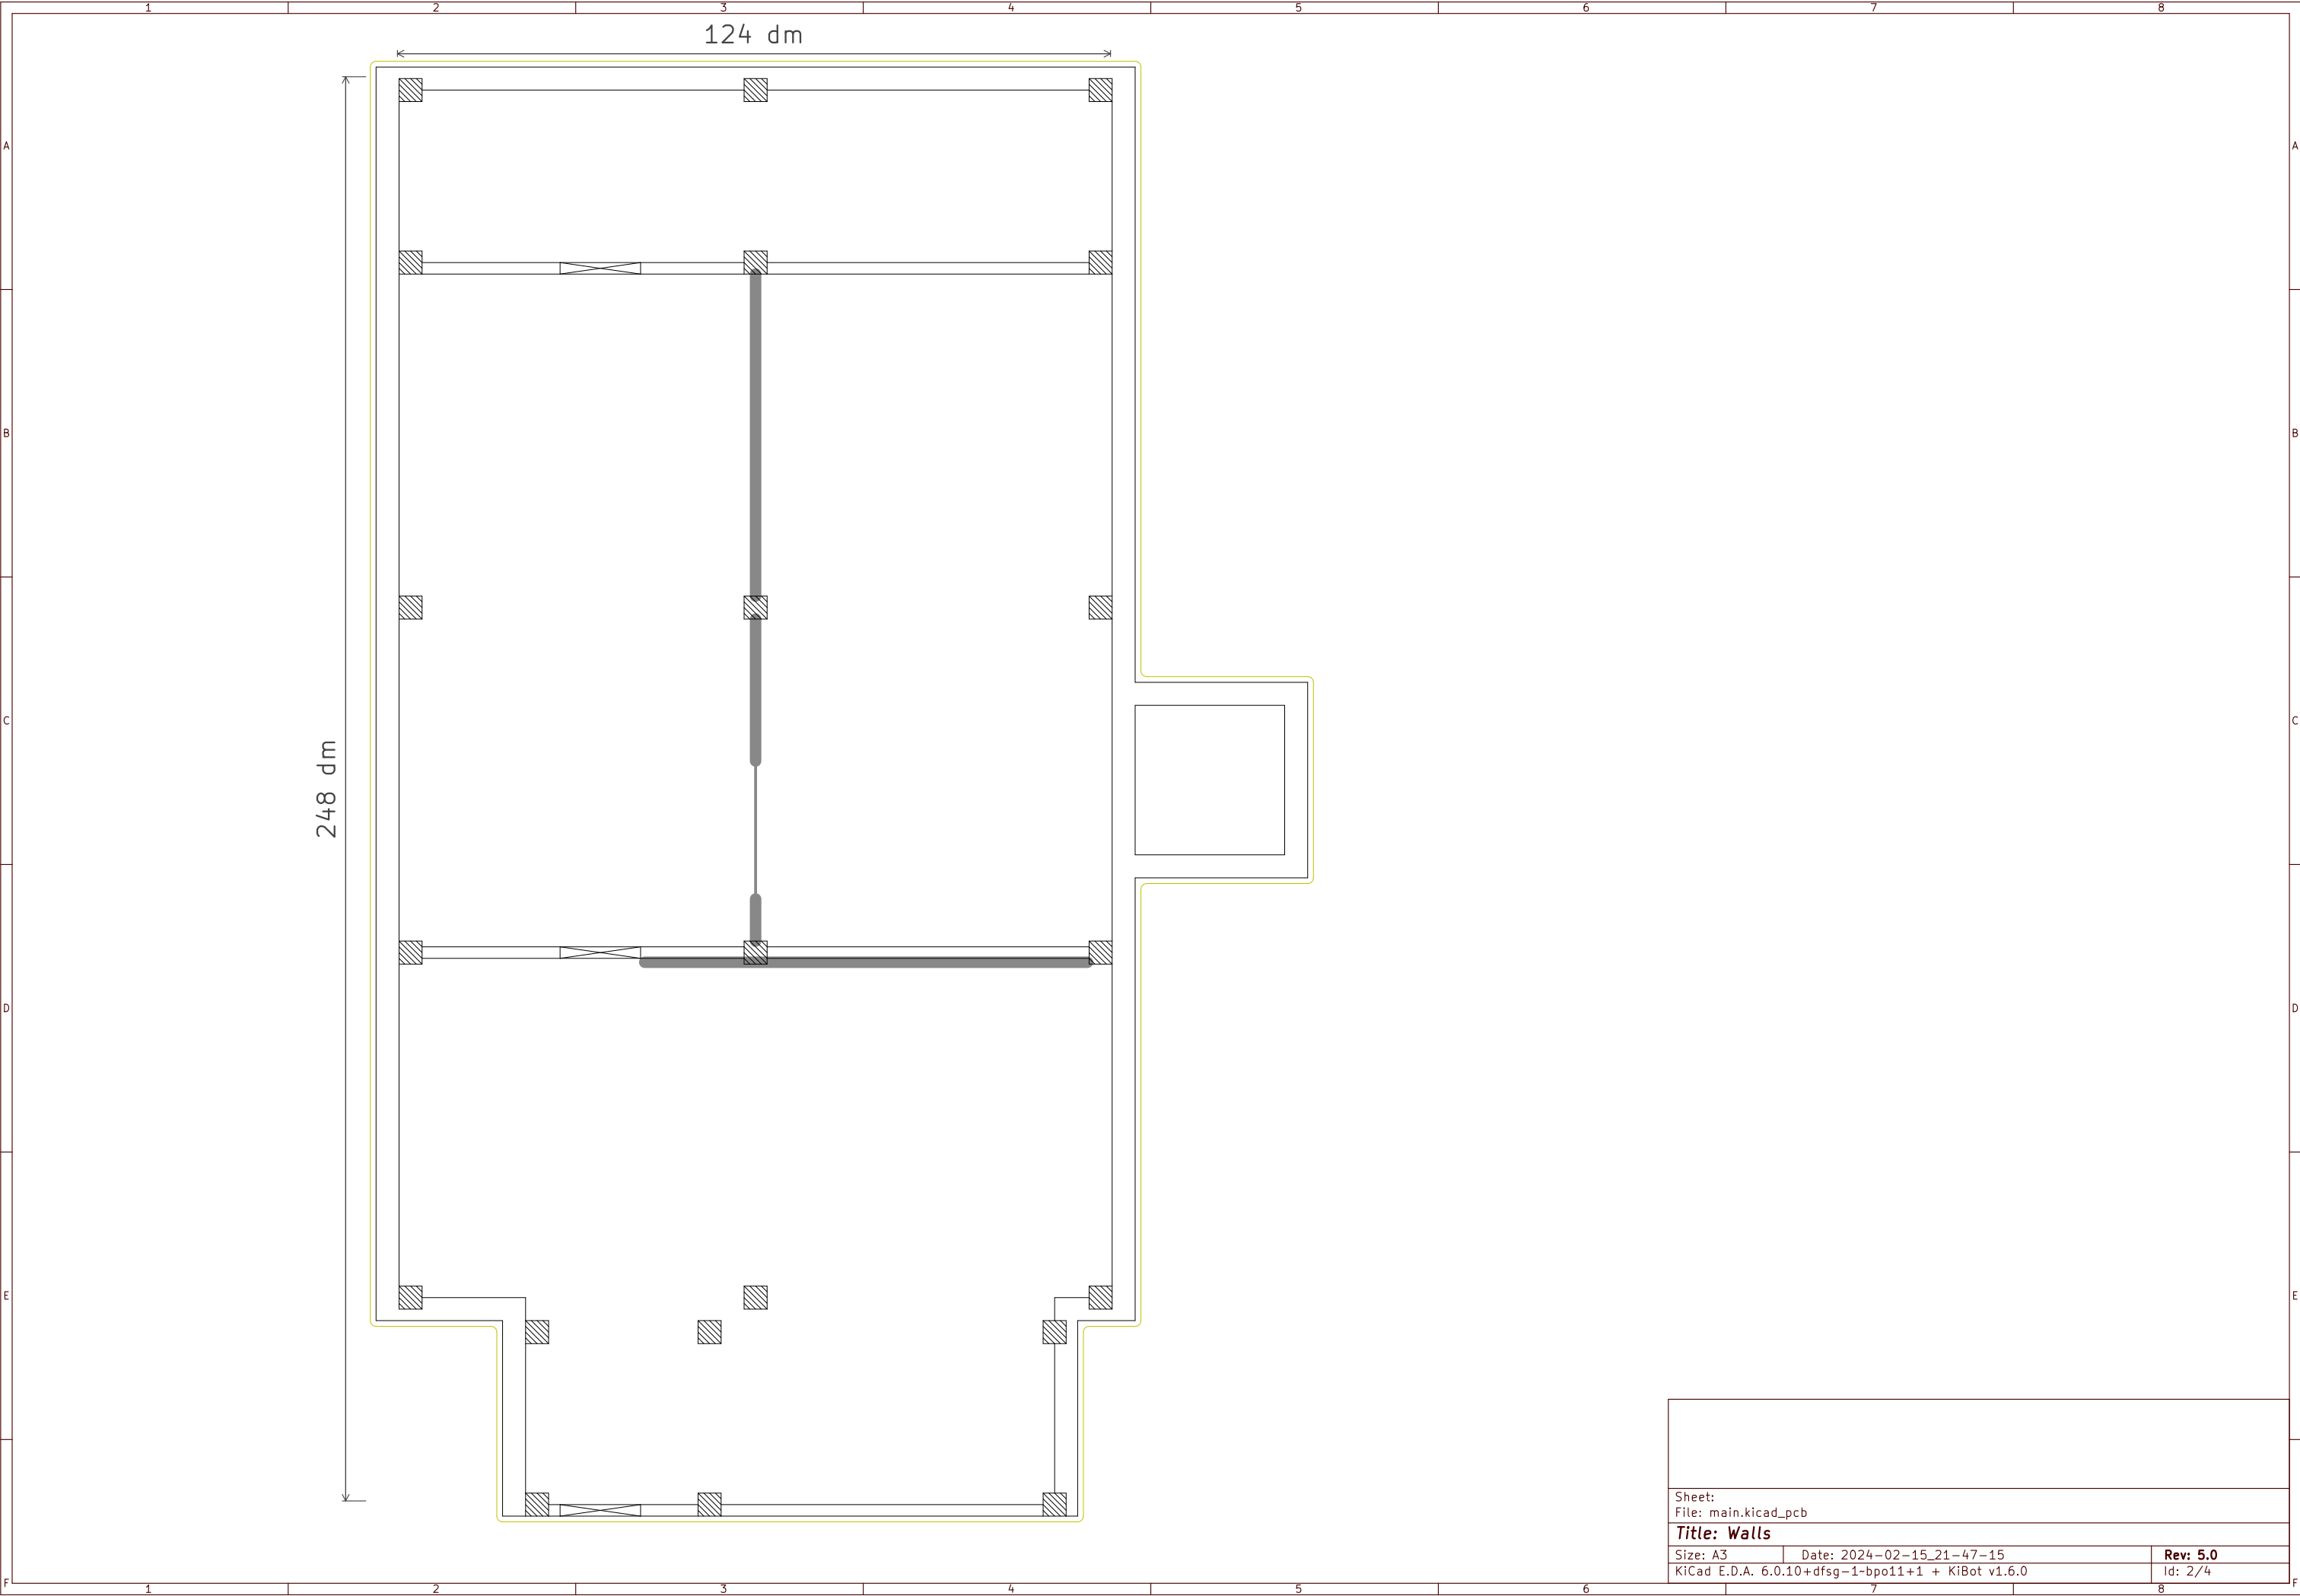 1 2 3 4 5 6 7 8
124 dm
A A
B B
C C
248 dm
D D
E E
Sheet:
File: main.kicad_pcb
Title: Walls
Size: A3 Date: 2024-02-15_21-47-15 Rev: 5.0
KiCad E.D.A. 6.0.10+dfsg-1~bpo11+1 + KiBot v1.6.0 Id: 2/4
F F
1 2 3 4 5 6 7 8